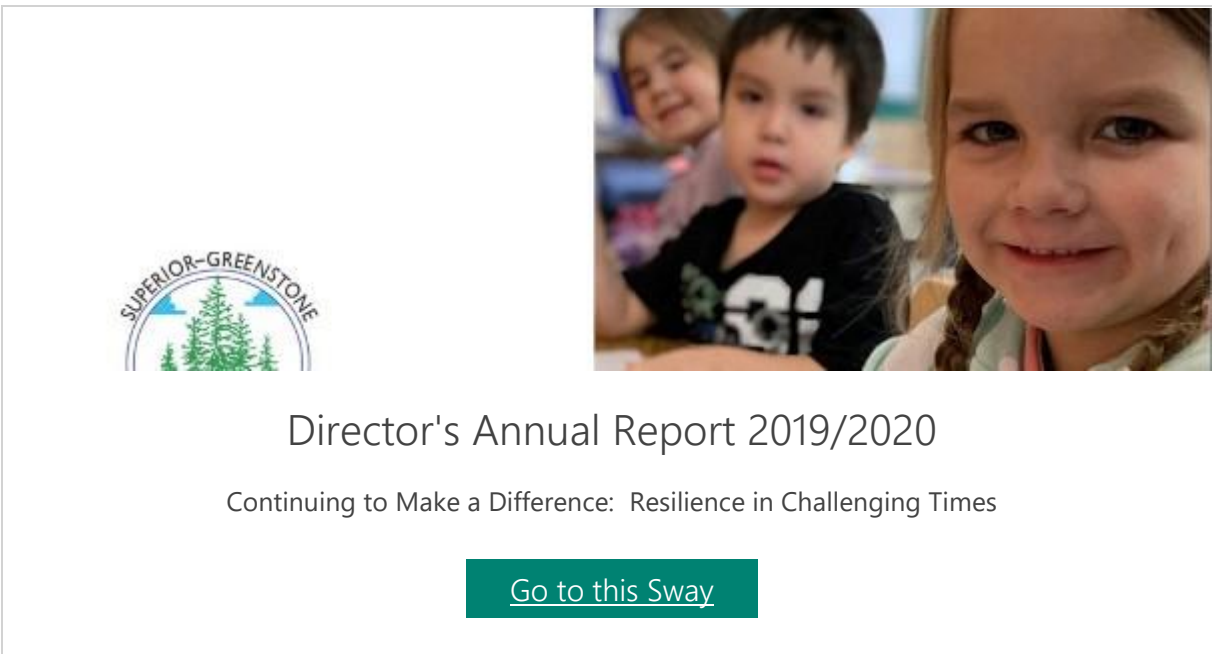 SUPERIOR-GREENSTONE
Director's Annual Report 2019/2020
Continuing to Make a Difference:  Resilience in Challenging Times
Go to this Sway